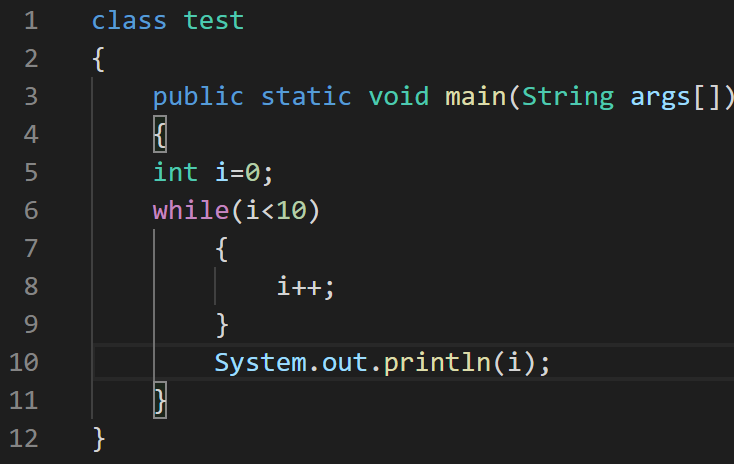 1 class test
2 {
3 public static void main(String args[])
4 {
5 int i=0;
6 while(i<10)
7 {
8 i++;
9 }
10 System.out.println(i);
11 }
12 }